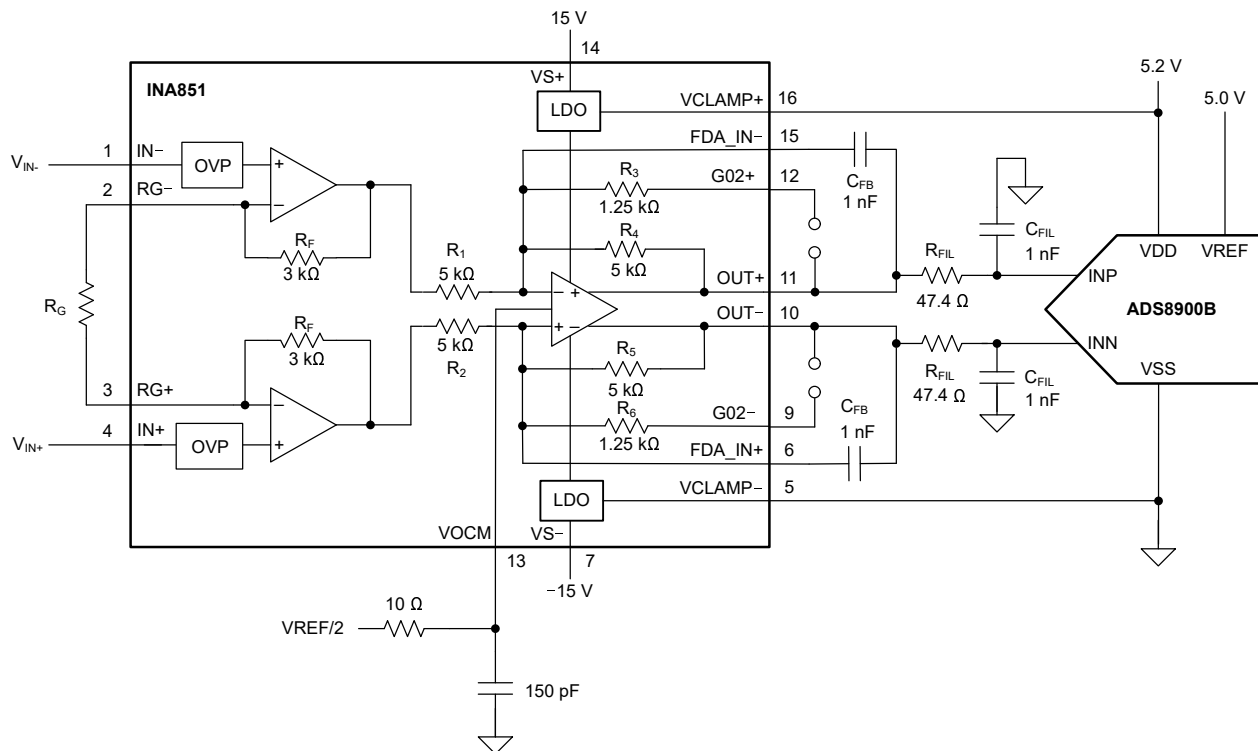 15 V
14
5.2 V
5.0 V
INA851
VS+
LDO
VCLAMP+
16
FDA_IN−
15
VIN-
1
IN−
OVP
+
−
2
RG−
RF
3 kΩ
RG
R3
1.25 kΩ
G02+
12
CFB
1 nF
R4
5 kΩ
R1
5 kΩ
OUT+
11
RFIL
47.4 Ω
CFIL
1 nF
VDD
VREF
INP
ADS8900B
INN
VSS
− +
+ −
OUT−
10
RF
3 kΩ
5 kΩ
R2
R5
5 kΩ
RFIL
47.4 Ω
CFIL
1 nF
3
RG+
−
+
R6
1.25 kΩ
G02−
9
CFB
1 nF
VIN+
4
IN+
OVP
FDA_IN+
6
LDO
VCLAMP−
5
VOCM
VS−
13
7
−15 V
10 Ω
VREF/2
150 pF